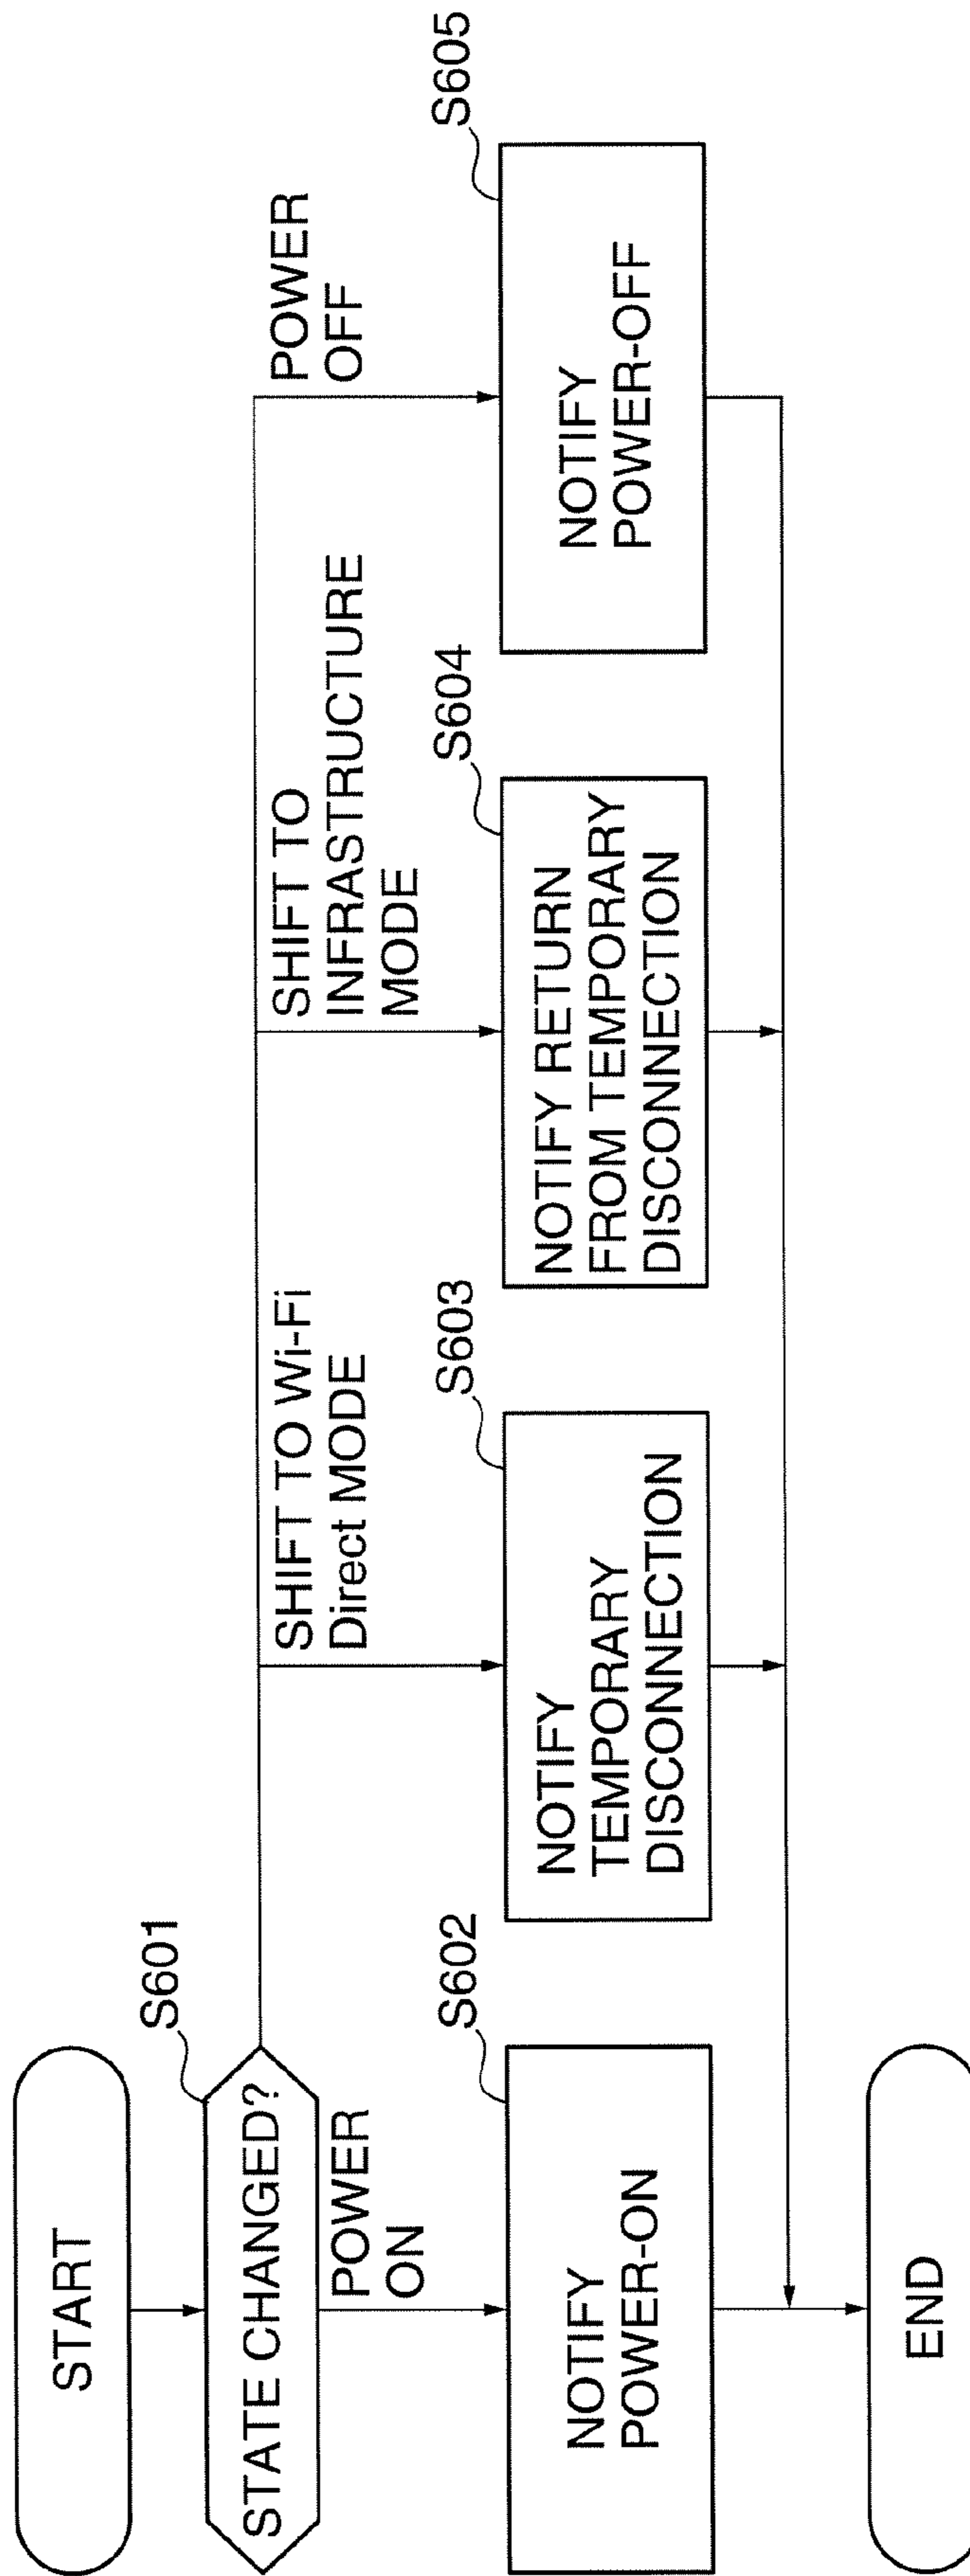 START
S601
STATE CHANGED?
POWER
ON
SHIFT TO Wi-Fi
Direct MODE
SHIFT TO
INFRASTRUCTURE
MODE
POWER
OFF
S602
NOTIFY
POWER-ON
S603
NOTIFY
TEMPORARY
DISCONNECTION
S604
NOTIFY RETURN
FROM TEMPORARY
DISCONNECTION
S605
NOTIFY
POWER-OFF
END